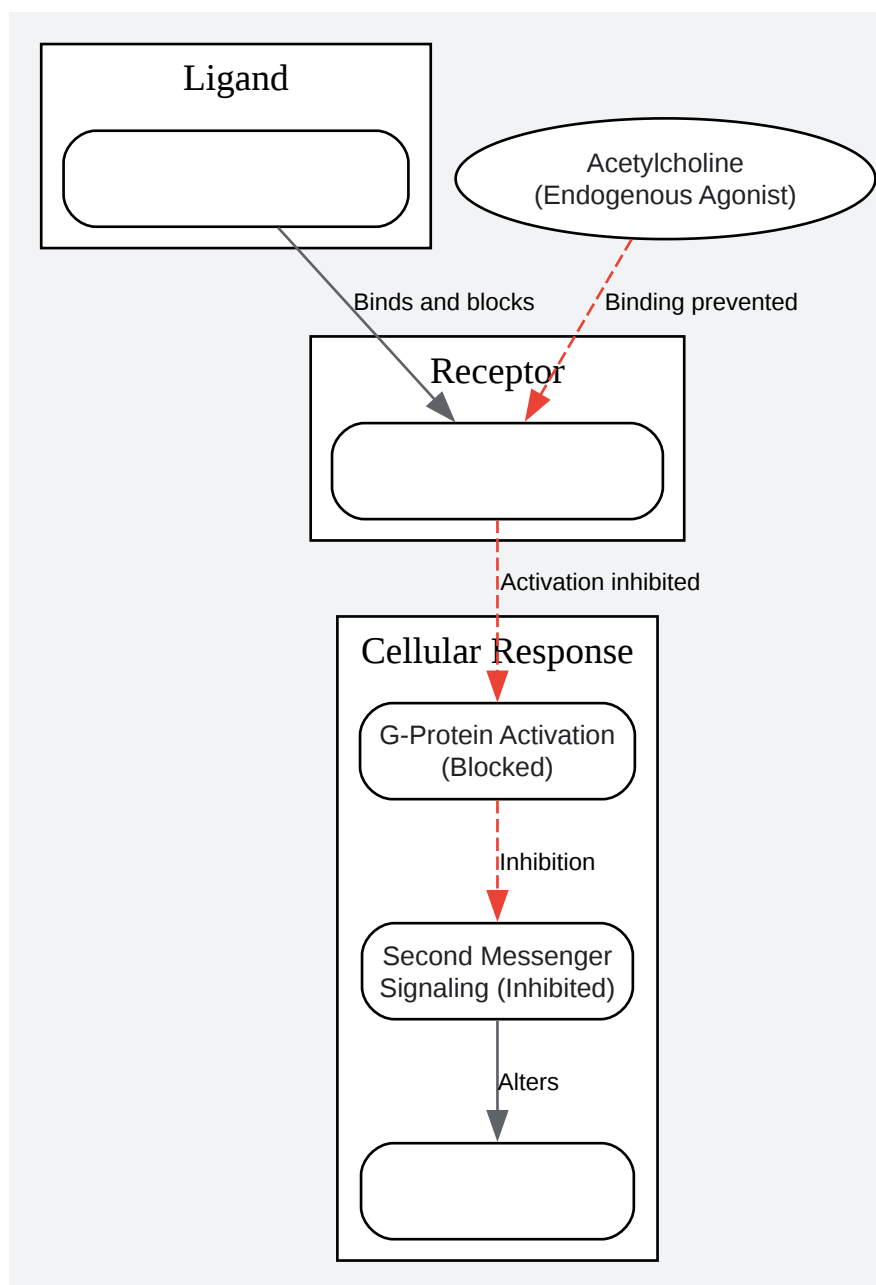 Ligand
Acetylcholine
(Endogenous Agonist)
Binds and blocks
Binding prevented
Receptor
Activation inhibited
Cellular Response
G-Protein Activation
(Blocked)
Inhibition
Second Messenger
Signaling (Inhibited)
Alters